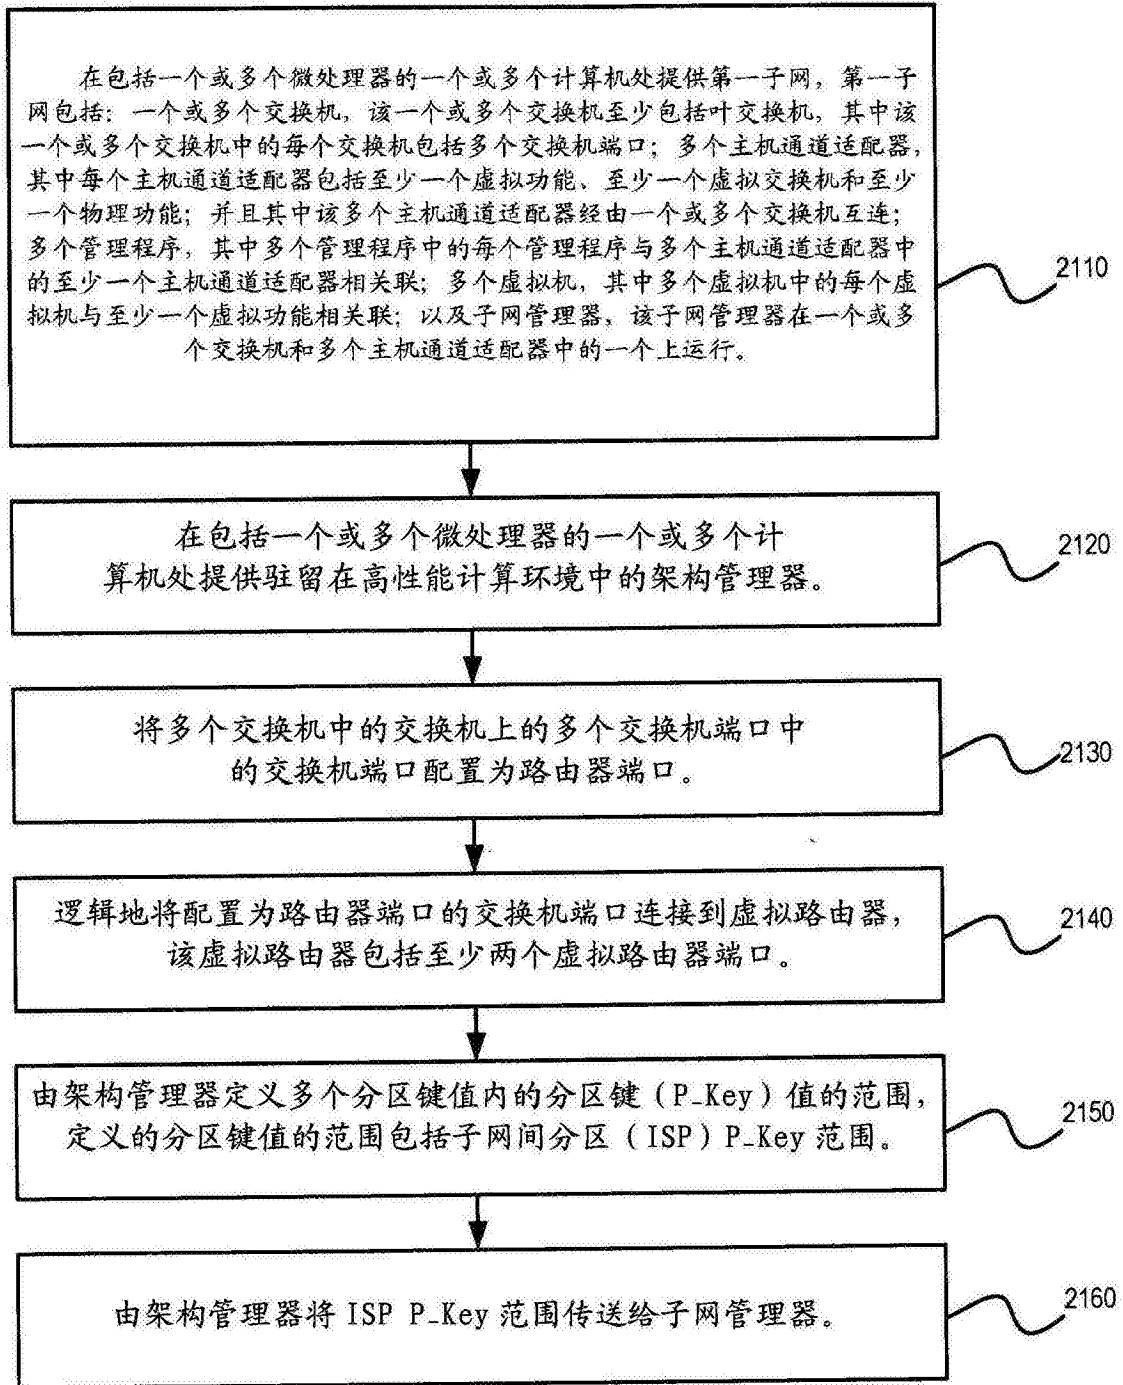 在包括一个或多个微处理器的一个或多个计算机处提供第一子网，第一子
网包括：一个或多个交换机，该一个或多个交换机至少包括叶交换机，其中该
一个或多个交换机中的每个交换机包括多个交换机端口；多个主机通道适配器，
其中每个主机通道适配器包括至少一个虚拟功能、至少一个虚拟交换机和至少
一个物理功能；并且其中该多个主机通道适配器经由一个或多个交换机互连；
多个管理程序，其中多个管理程序中的每个管理程序与多个主机通道适配器中
的至少一个主机通道适配器相关联；多个虚拟机，其中多个虚拟机中的每个虚
拟机与至少一个虚拟功能相关联；以及子网管理器，该子网管理器在一个或多
个交换机和多个主机通道适配器中的一个上运行。
2110
在包括一个或多个微处理器的一个或多个计
算机处提供驻留在高性能计算环境中的架构管理器。
2120
将多个交换机中的交换机上的多个交换机端口中
的交换机端口配置为路由器端口。
2130
逻辑地将配置为路由器端口的交换机端口连接到虚拟路由器，
该虚拟路由器包括至少两个虚拟路由器端口。
2140
由架构管理器定义多个分区键值内的分区键（P_Key）值的范围，
定义的分区键值的范围包括子网间分区（ISP）P_Key 范围。
2150
由架构管理器将 ISP P_Key 范围传送给子网管理器。
2160